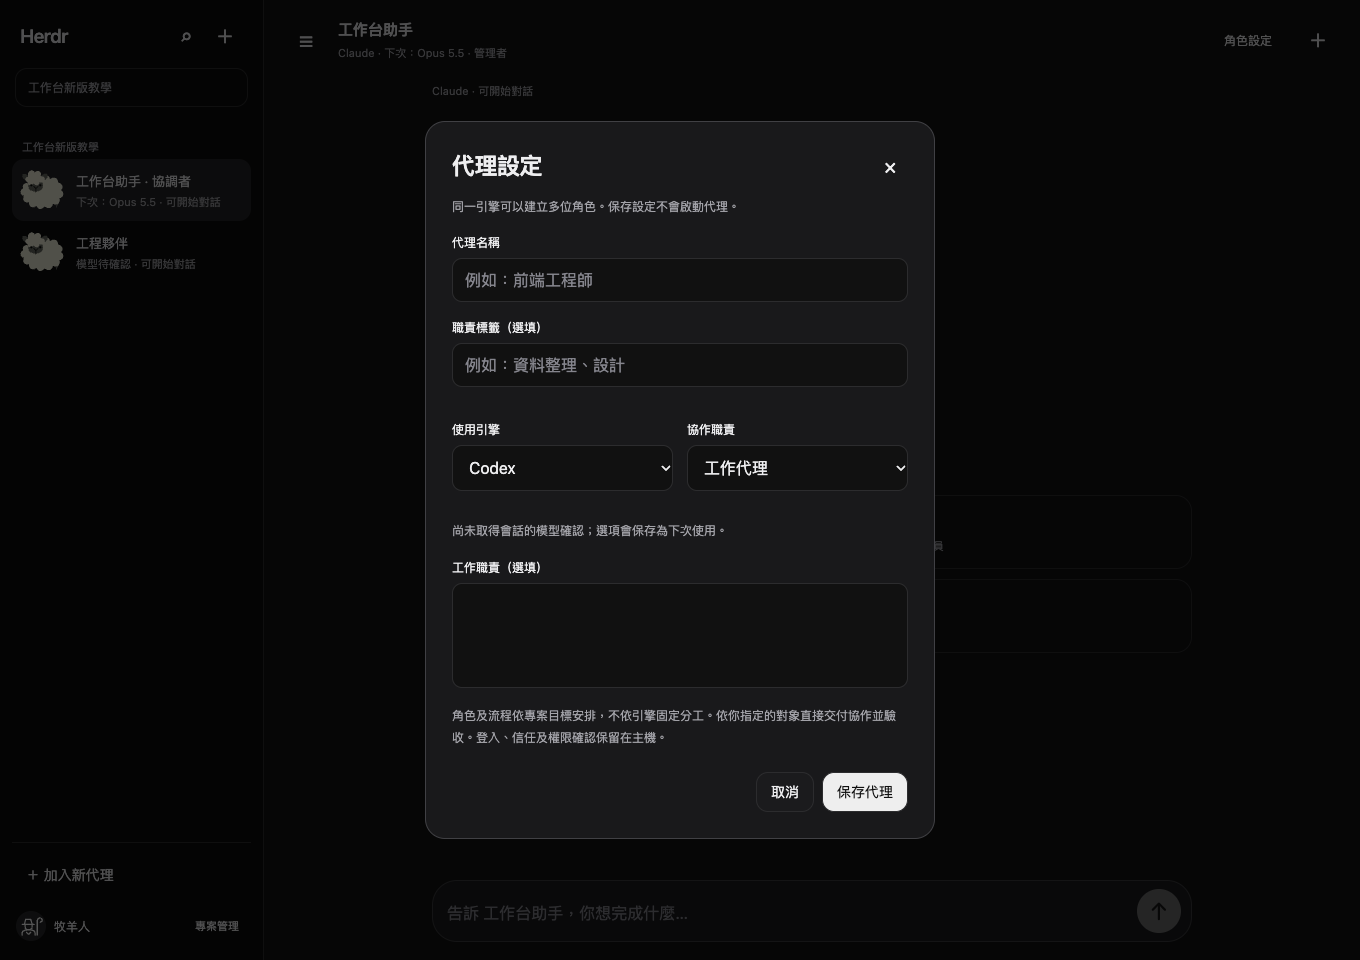 Herdr
工作台新版教學
工作台新版教學
工作台助手 · 協調者
下次：Opus 5.5 · 可開始對話
工程夥伴
模型待確認 · 可開始對話
+ 加入新代理
牧羊人
專案管理
工作台助手
Claude · 下次：Opus 5.5 · 管理者
角色設定
Claude · 可開始對話
代理設定
同一引擎可以建立多位角色。保存設定不會啟動代理。
代理名稱
例如：前端工程師
職責標籤（選填）
例如：資料整理、設計
使用引擎
協作職責
Codex
工作代理
尚未取得會話的模型確認；選項會保存為下次使用。
工作職責（選填）
角色及流程依專案目標安排，不依引擎固定分工。依你指定的對象直接交付協作並驗
收。登入、信任及權限確認保留在主機。
取消
保存代理
員
告訴 工作台助手，你想完成什麼...